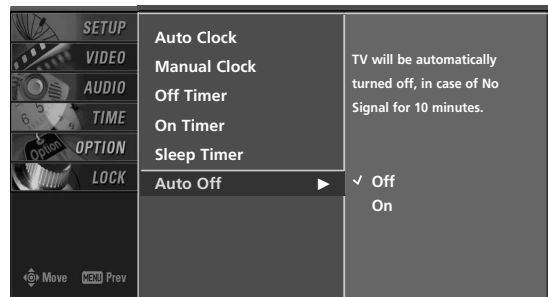 SETUP
VIDEO
AUDIO
TIME
Option OPTION
LOCK
Move MENU Prev
Auto Clock
Manual Clock
Off Timer
On Timer
Sleep Timer
Auto Off ►
TV will be automatically
turned off, in case of No
Signal for 10 minutes.
✓ Off
On